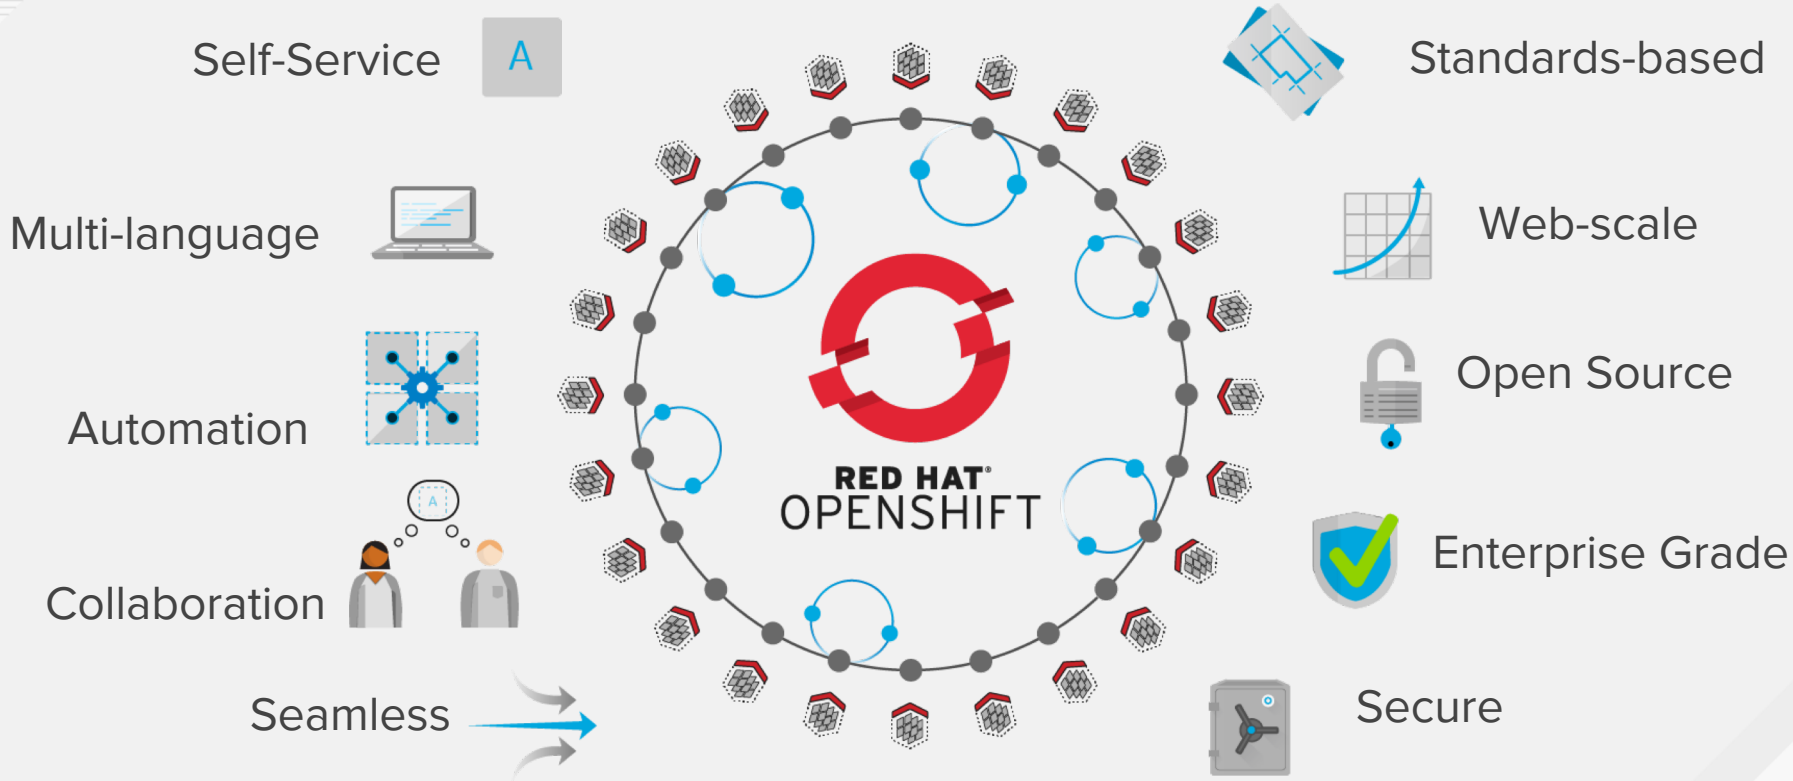 Self-Service
A
Multi-language
Automation
A
Collaboration
Seamless
RED HAT®
OPENSHIFT
Standards-based
Web-scale
Open Source
Enterprise Grade
Secure